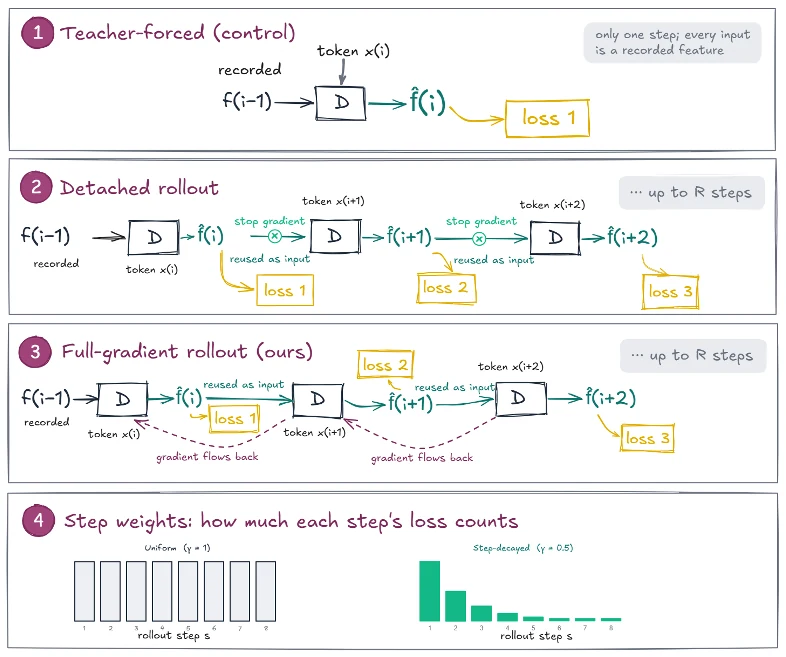 1 Teacher-forced (control)
only one step; every input
is a recorded feature
token x(i)
recorded
f(i-1)
D
f̂(i)
loss 1
2 Detached rollout
... up to R steps
f(i-1)
recorded
D
token x(i)
f̂(i)
stop gradient
reused as input
loss 1
token x(i+1)
D
f̂(i+1)
stop gradient
reused as input
loss 2
token x(i+2)
D
f̂(i+2)
loss 3
3 Full-gradient rollout (ours)
... up to R steps
f(i-1)
recorded
D
token x(i)
f̂(i)
reused as input
loss 1
D
token x(i+1)
loss 2
f̂(i+1)
reused as input
token x(i+2)
D
f̂(i+2)
loss 3
gradient flows back
gradient flows back
4 Step weights: how much each step's loss counts
Uniform (γ = 1)
1 2 3 4 5 6 7 8
rollout step s
Step-decayed (γ = 0.5)
1 2 3 4 5 6 7 8
rollout step s